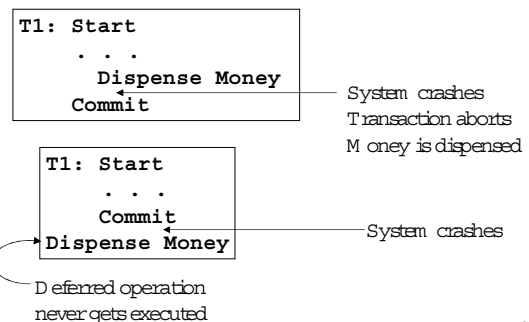 T1: Start
. . .
Dispense Money
Commit
System crashes
Transaction aborts
Money is dispensed
T1: Start
. . .
Commit
Dispense Money
System crashes
Deferred operation
never gets executed